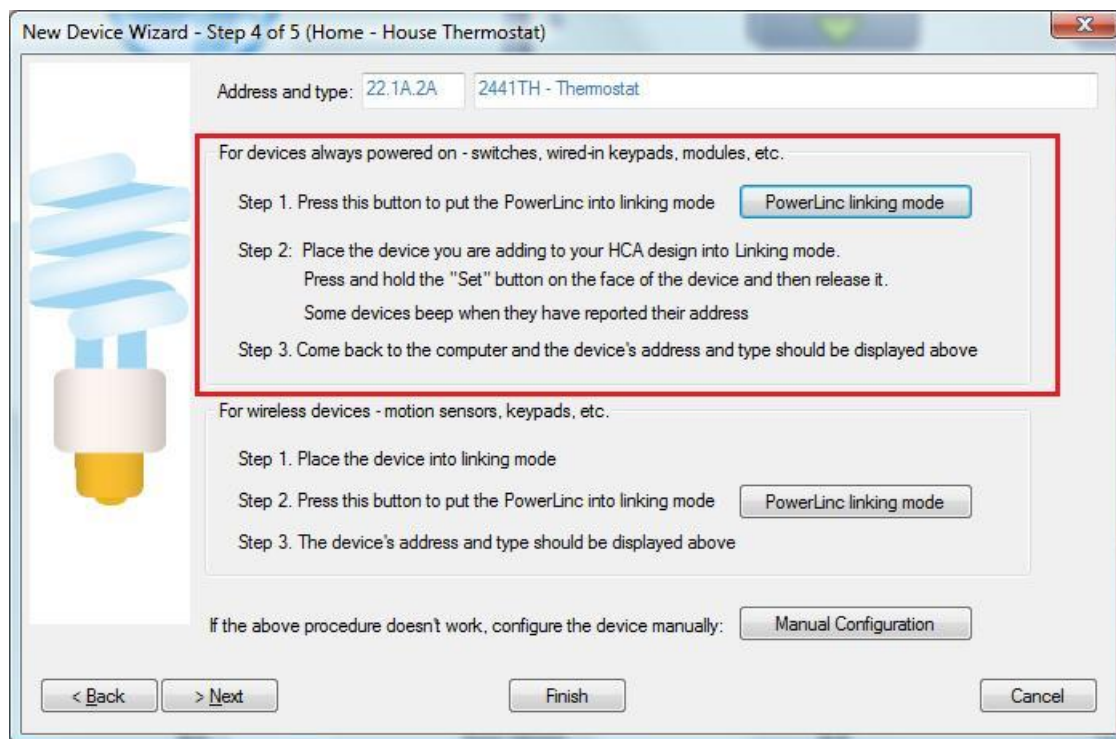 New Device Wizard - Step 4 of 5 (Home - House Thermostat)
Address and type: 22.1A.2A 2441TH - Thermostat
For devices always powered on - switches, wired-in keypads, modules, etc.
Step 1. Press this button to put the PowerLinc into linking mode PowerLinc linking mode
Step 2: Place the device you are adding to your HCA design into Linking mode.
Press and hold the "Set" button on the face of the device and then release it.
Some devices beep when they have reported their address
Step 3. Come back to the computer and the device's address and type should be displayed above
For wireless devices - motion sensors, keypads, etc.
Step 1. Place the device into linking mode
Step 2. Press this button to put the PowerLinc into linking mode PowerLinc linking mode
Step 3. The device's address and type should be displayed above
If the above procedure doesn't work, configure the device manually: Manual Configuration
< Back > Next Finish Cancel